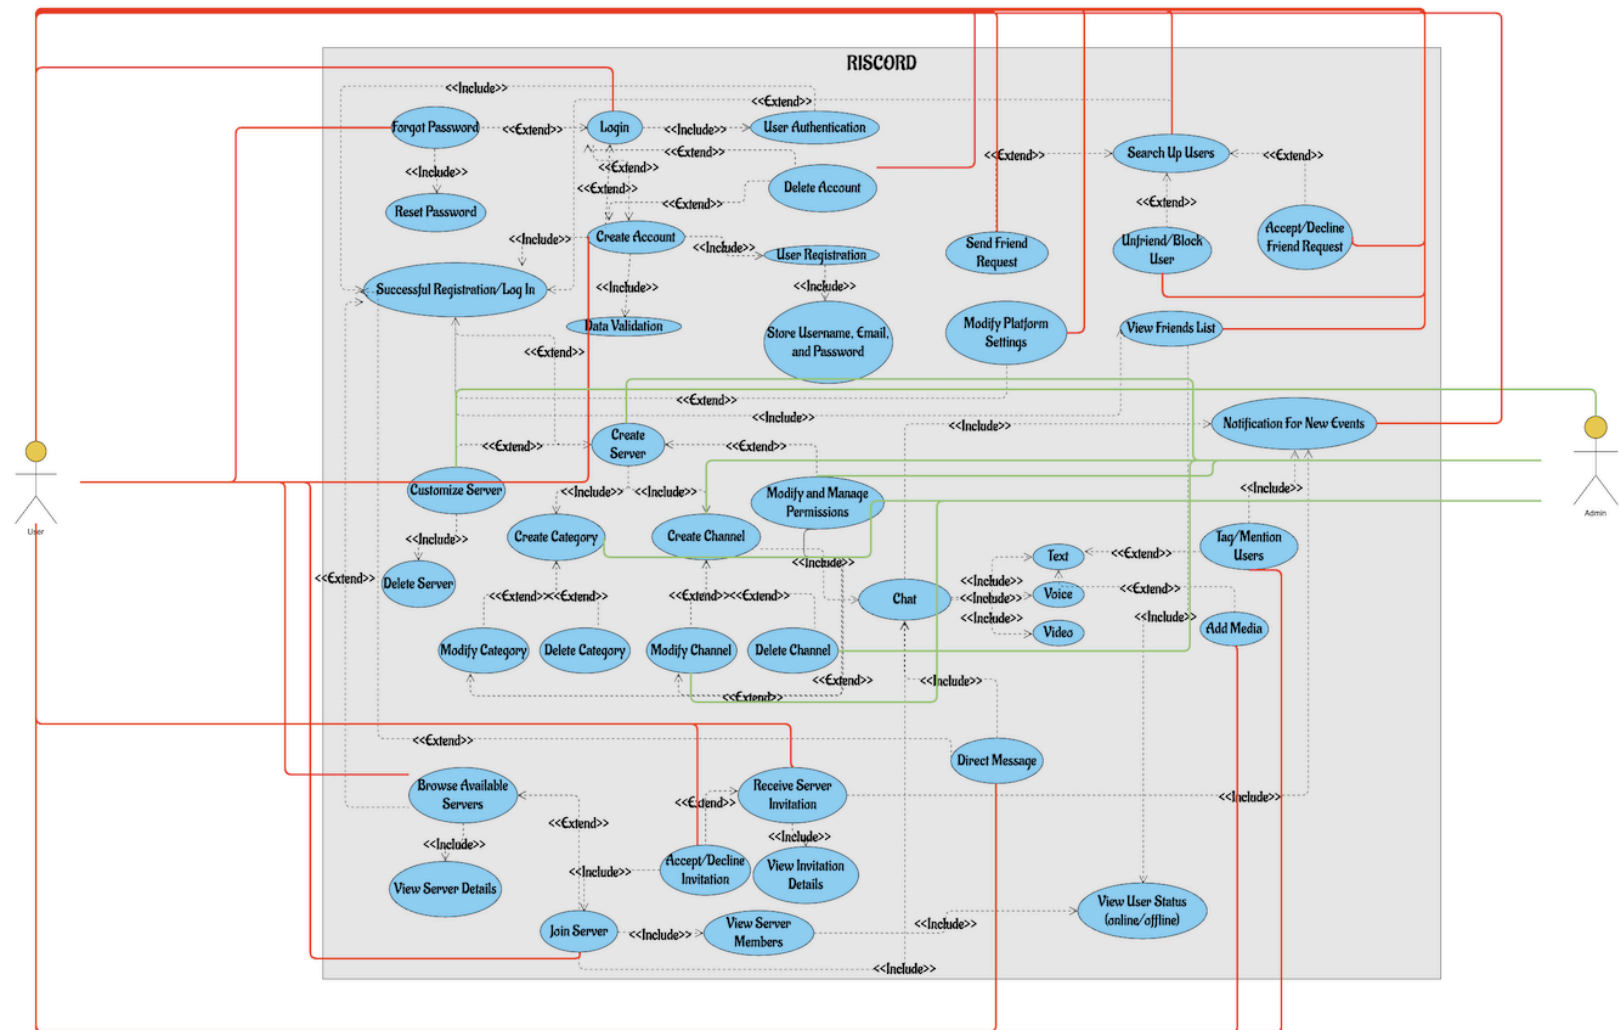 RISCORD
<<Include>>
<<Extend>>
Forgot Password
<<Extend>>
Login
<<Include>>
User Authentication
<<Extend>>
Search Up Users
<<Extend>>
<<Extend>>
<<Include>>
<<Extend>>
<<Extend>>
Delete Account
Reset Password
<<Extend>>
<<Extend>>
Create Account
<<Include>>
<<Include>>
User Registration
Send Friend
Request
Unfriend/Block
User
Accept/Decline
Friend Request
Successful Registration/Log In
<<Include>>
<<Include>>
Data Validation
Store Username, Email,
and Password
Modify Platform
Settings
View Friends List
<<Extend>>
<<Extend>>
<<Include>>
Notification For New Events
<<Include>>
Create
Server
<<Extend>>
<<Extend>>
Customize Server
<<Include>>
<<Include>>
Modify and Manage
Permissions
<<Include>>
User
Admin
<<Include>>
Create Category
Create Channel
Tag/Mention
Users
Text
<<Extend>>
<<Include>>
Delete Server
<<Extend>>
Chat
<<Include>>
<<Include>>
<<Include>>
Voice
<<Extend>>
<<Extend>>
<<Extend>>
<<Extend>>
<<Extend>>
<<Include>>
Video
Add Media
Modify Category
Delete Category
Modify Channel
Delete Channel
<<Extend>>
<<Include>>
<<Extend>>
<<Extend>>
Direct Message
Browse Available
Servers
Receive Server
Invitation
<<Extend>>
<<Include>>
<<Extend>>
<<Include>>
<<Include>>
View Server Details
<<Include>>
Accept/Decline
Invitation
View Invitation
Details
View User Status
(online/offline)
Join Server
<<Include>>
View Server
Members
<<Include>>
<<Include>>